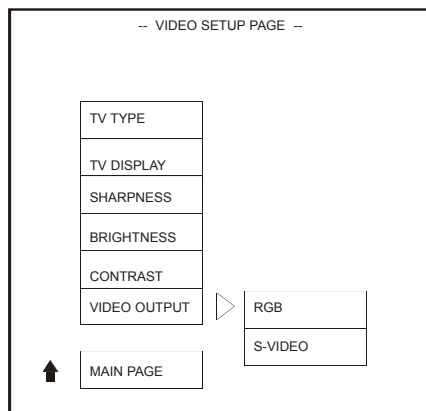 -- VIDEO SETUP PAGE --
TV TYPE
TV DISPLAY
SHARPNESS
BRIGHTNESS
CONTRAST
VIDEO OUTPUT
RGB
S-VIDEO
MAIN PAGE